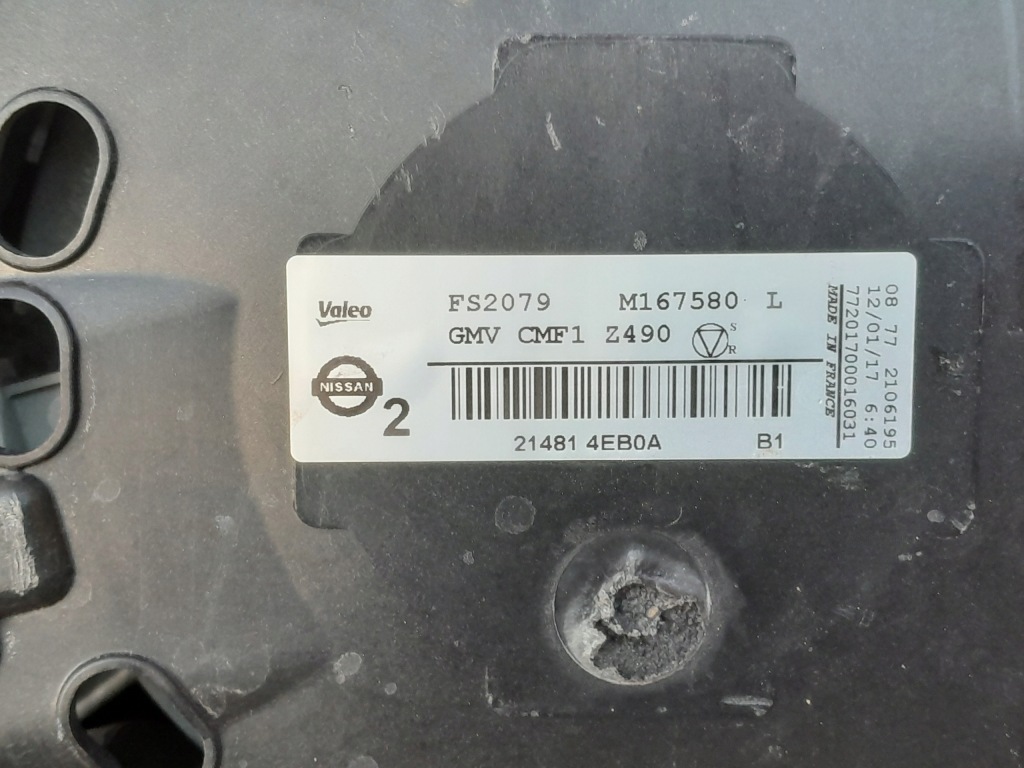 Valeo
FS2079 M167580 L
GMV CMF1 Z490
S
R
NISSAN
2
21481 4EB0A B1
MADE IN FRANCE
77201700016031
12/01/17 6:40
08 77 2106195